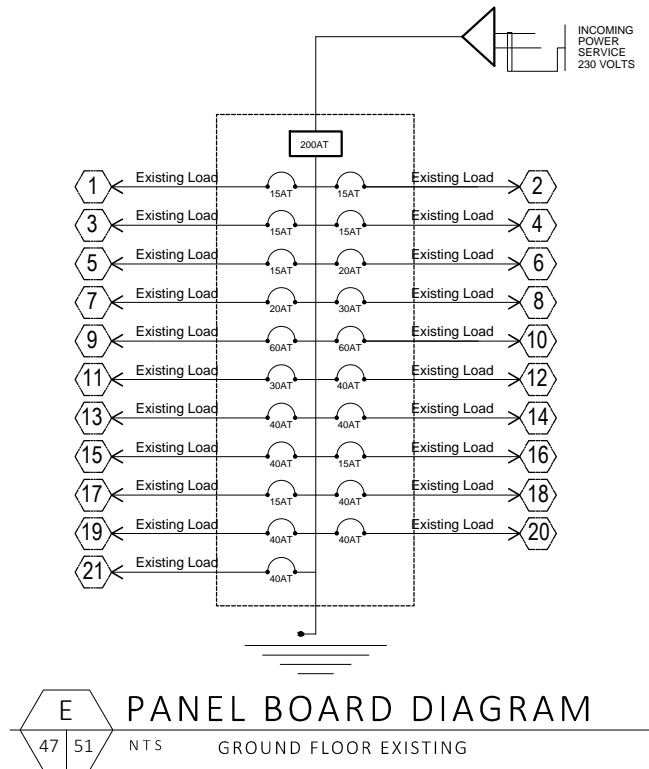 INCOMING
POWER
SERVICE
230 VOLTS
200AT
1 Existing Load 15AT 15AT Existing Load 2
3 Existing Load 15AT 15AT Existing Load 4
5 Existing Load 15AT 20AT Existing Load 6
7 Existing Load 20AT 30AT Existing Load 8
9 Existing Load 60AT 60AT Existing Load 10
11 Existing Load 30AT 40AT Existing Load 12
13 Existing Load 40AT 40AT Existing Load 14
15 Existing Load 40AT 15AT Existing Load 16
17 Existing Load 15AT 40AT Existing Load 18
19 Existing Load 40AT 40AT Existing Load 20
21 Existing Load 40AT
E PANEL BOARD DIAGRAM
47 51 NTS GROUND FLOOR EXISTING